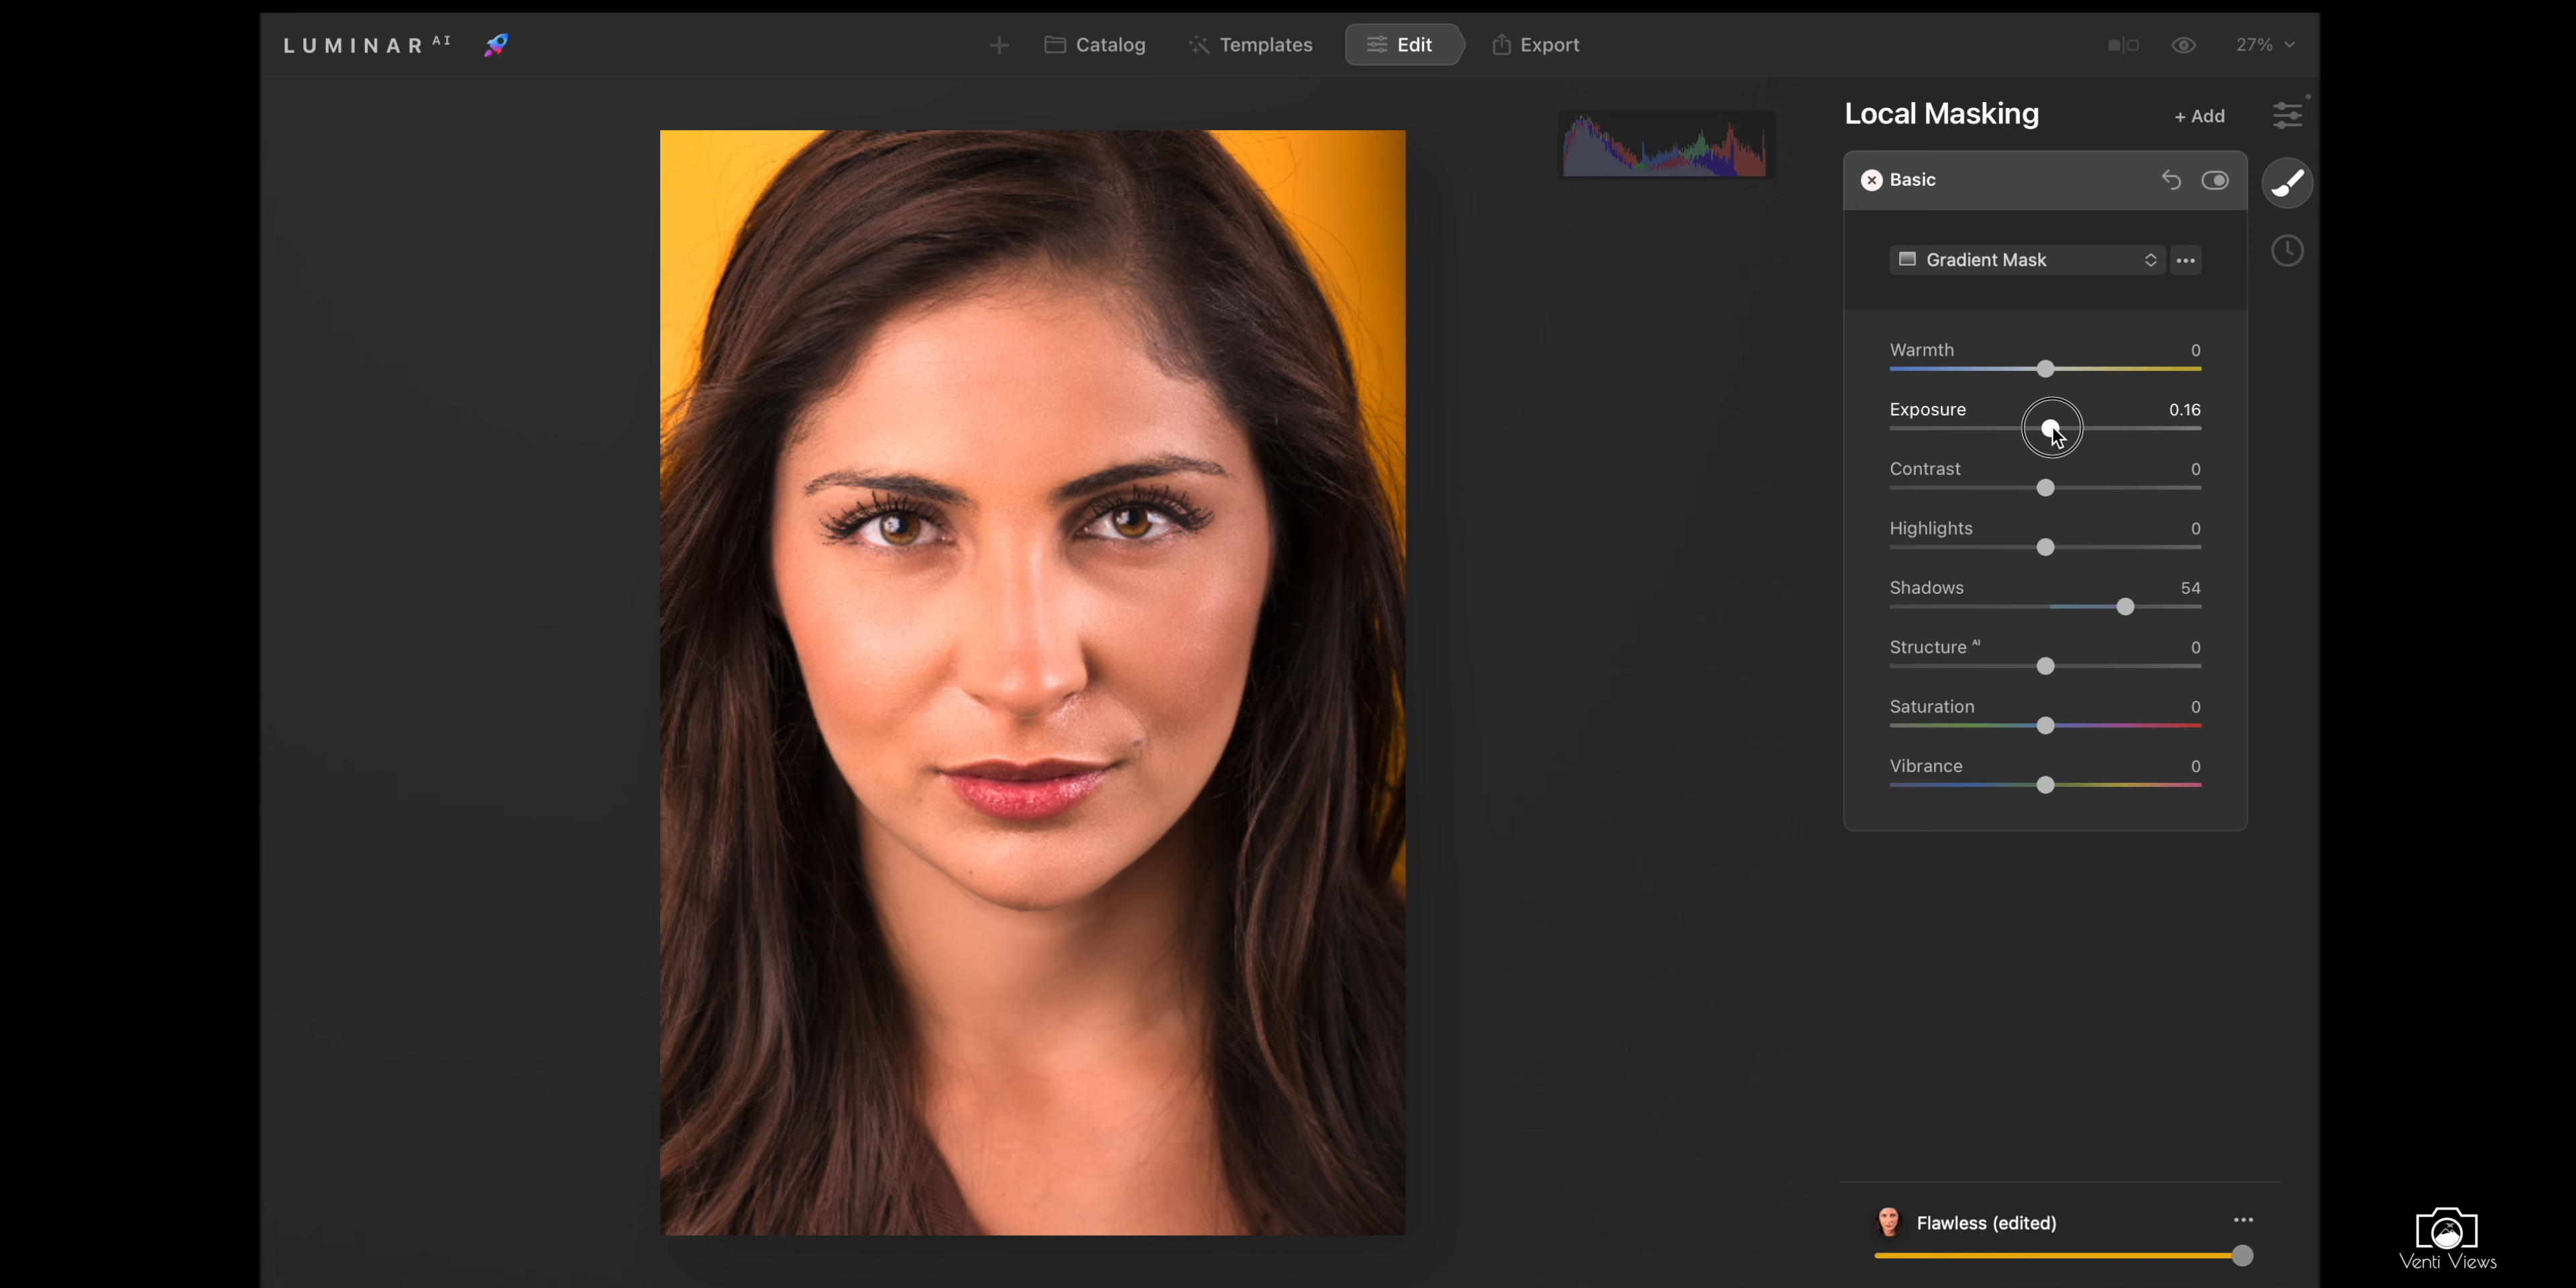 LUMINAR AI
Catalog
Templates
Edit
Export
27%
Local Masking
+ Add
Basic
Gradient Mask
Warmth 0
Exposure 0.16
Contrast 0
Highlights 0
Shadows 54
Structure AI 0
Saturation 0
Vibrance 0
Flawless (edited)
Venti Views